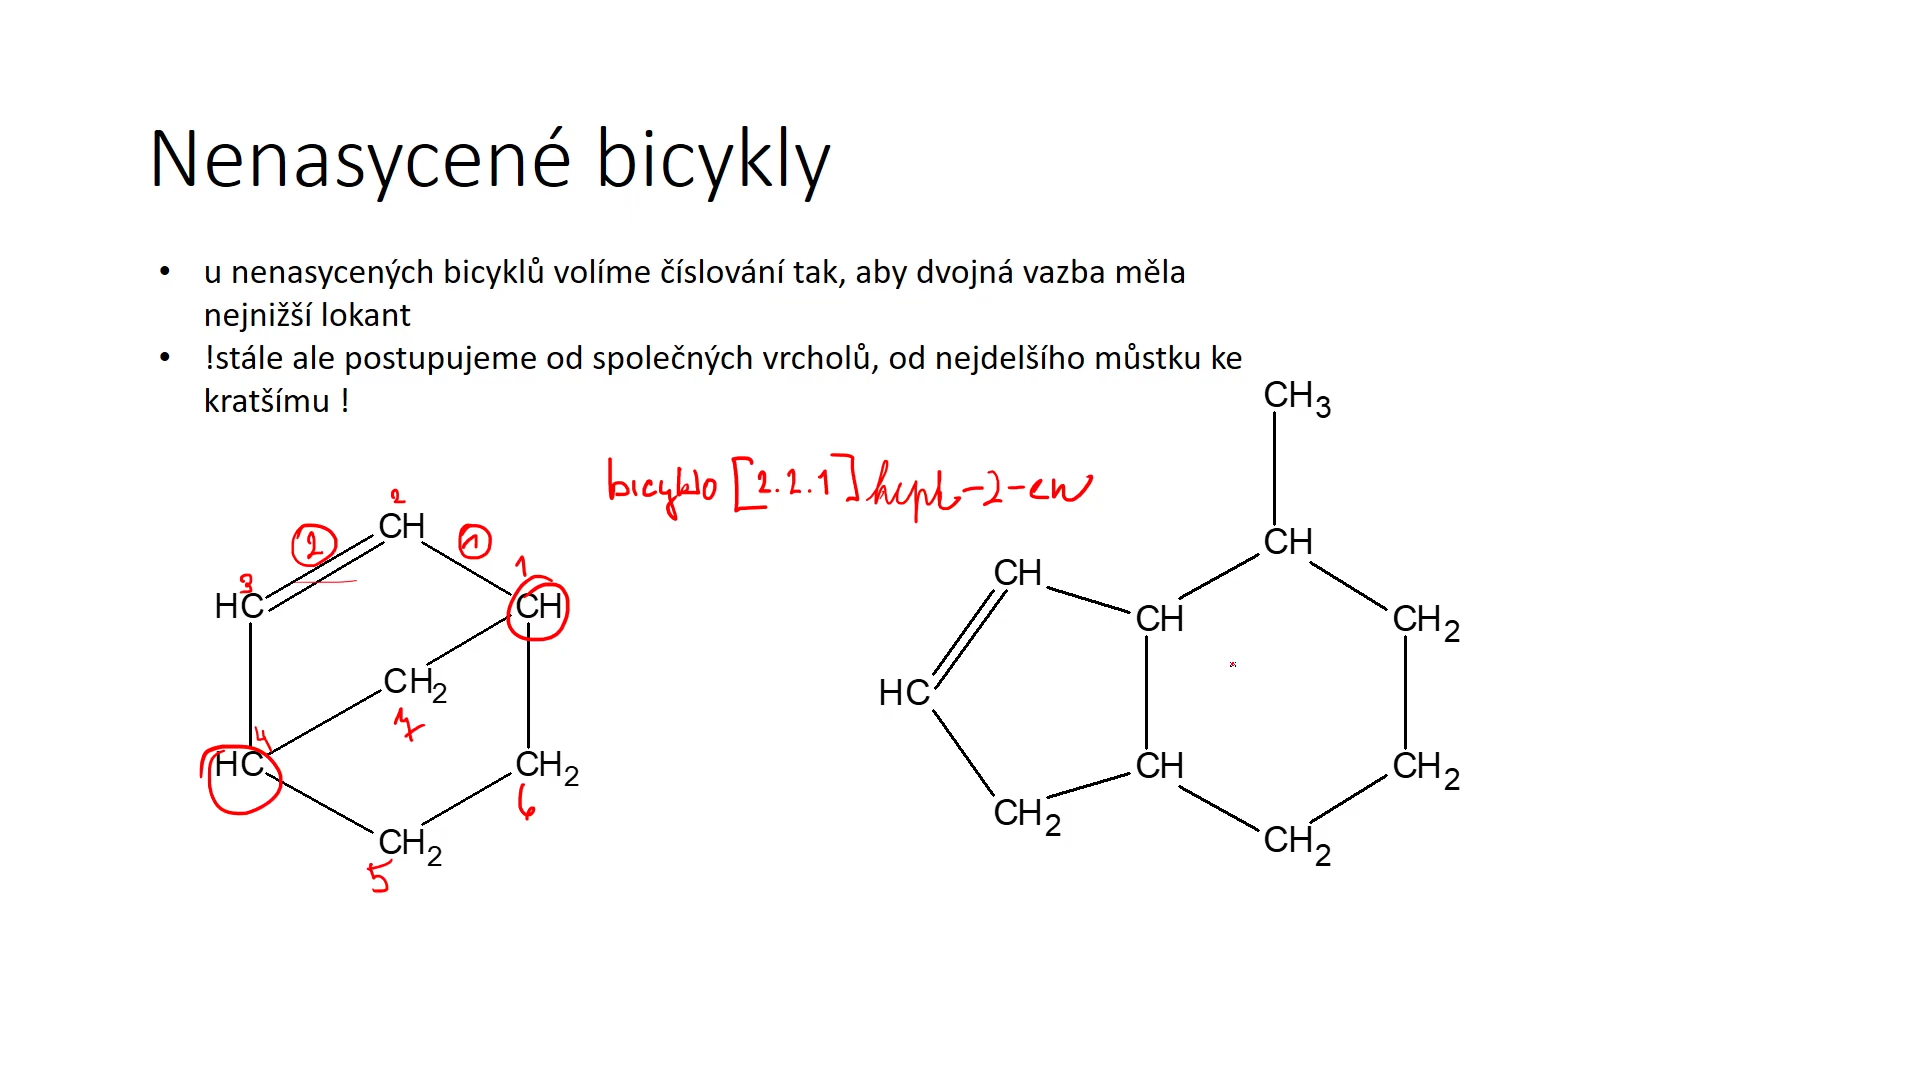 Nenasycené bicykly
• u nenasycených bicyklů volíme číslování tak, aby dvojná vazba měla
nejnižší lokant
• !stále ale postupujeme od společných vrcholů, od nejdelšího můstku ke
kratšímu !
bicyklo [2.2.1] hept-2-en
2
CH
2
1
1
3
HC
CH
CH2
7
4
HC
CH2
6
CH2
5
CH3
CH
CH
CH
CH2
HC
CH
CH2
CH2
CH2